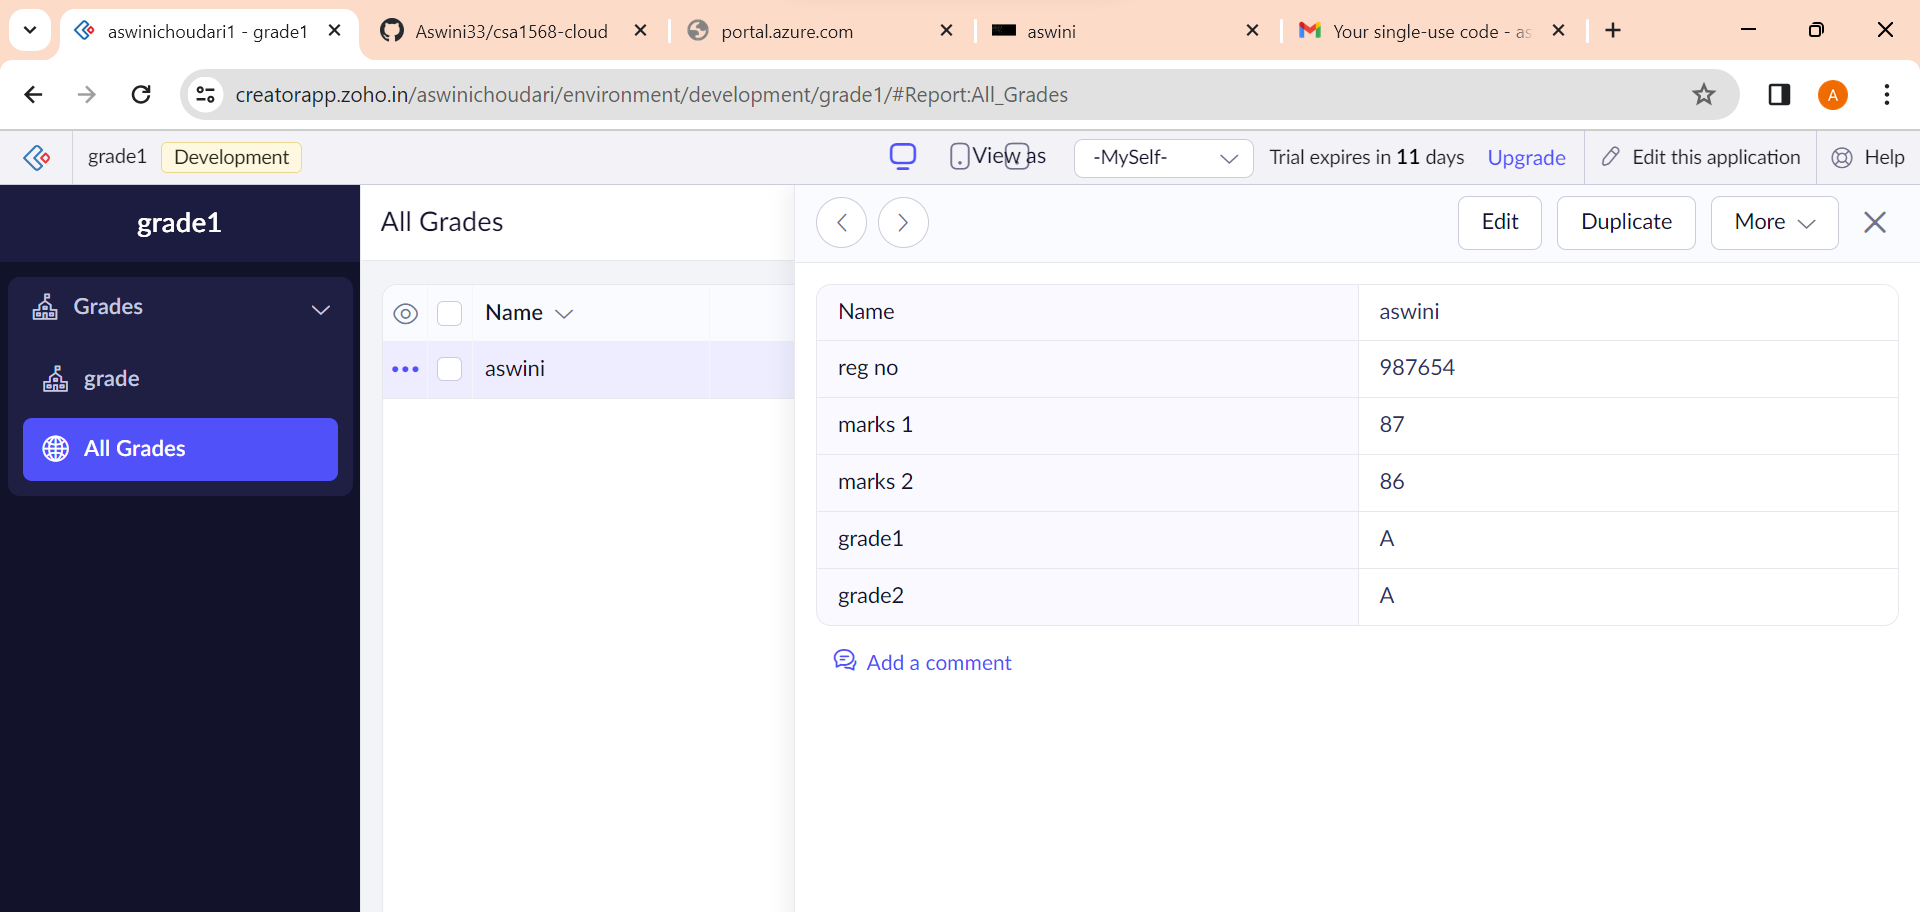 aswinichoudari1 - grade1
Aswini33/csa1568-cloud
portal.azure.com
aswini
Your single-use code - as
creatorapp.zoho.in/aswinichoudari/environment/development/grade1/#Report:All_Grades
A
grade1
Development
View as
-MySelf-
Trial expires in 11 days
Upgrade
Edit this application
Help
grade1
Grades
grade
All Grades
All Grades
Name
aswini
Edit
Duplicate
More
Name aswini
reg no 987654
marks 1 87
marks 2 86
grade1 A
grade2 A
Add a comment